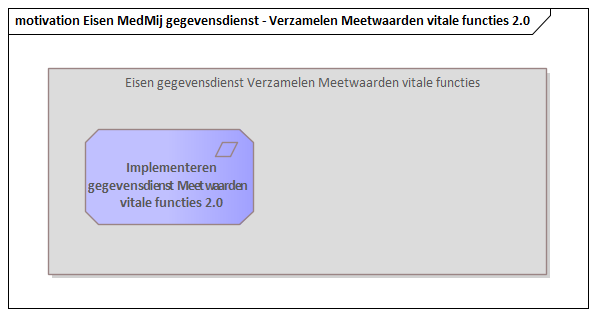 motivation Eisen MedMij gegevensdienst - Verzamelen Meetwaarden vitale functies 2.0
Eisen gegevensdienst Verzamelen Meetwaarden vitale functies
Implementeren
gegevensdienst Meetwaarden
vitale functies 2.0